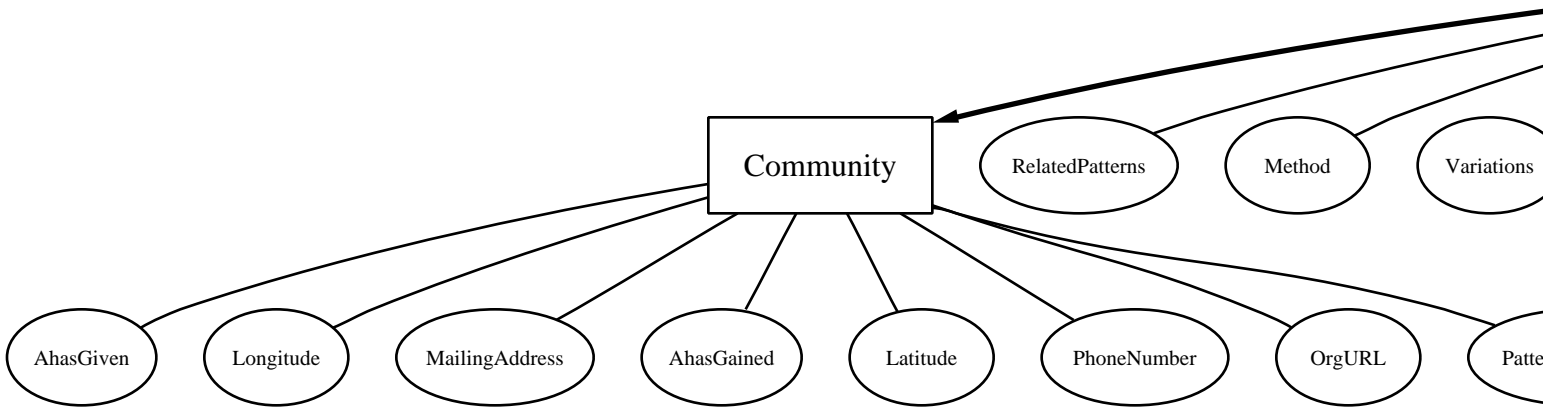 Community
RelatedPatterns
Method
Variations
AhasGiven
Longitude
MailingAddress
AhasGained
Latitude
PhoneNumber
OrgURL